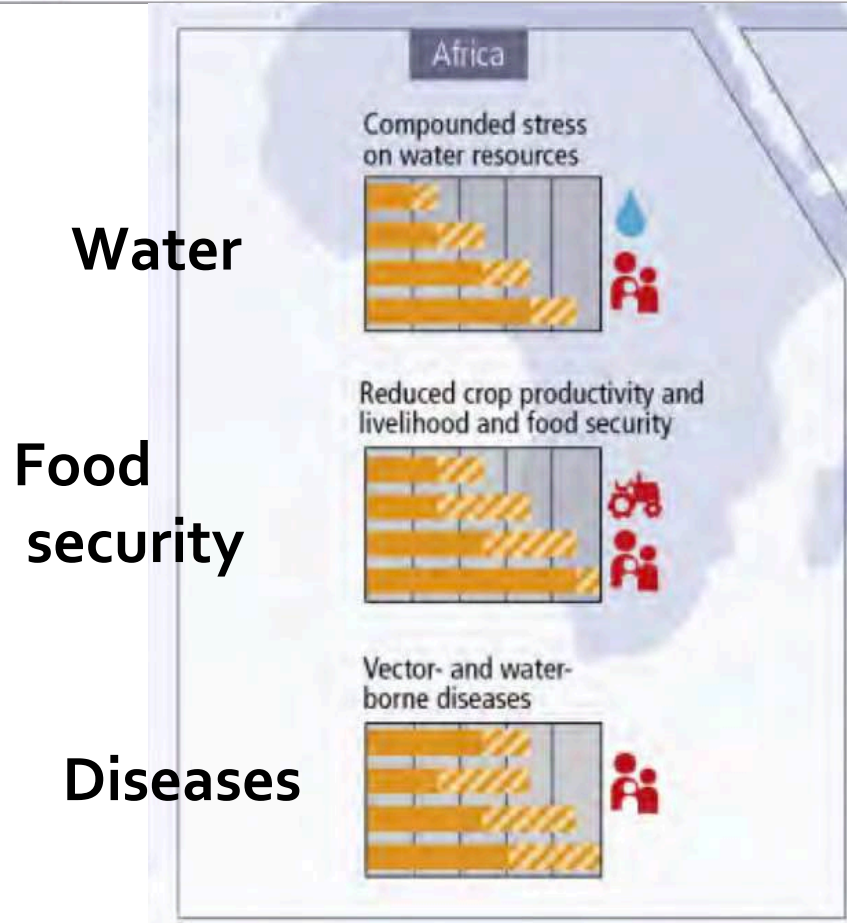 Africa
Compounded stress
on water resources
Water
Reduced crop productivity and
livelihood and food security
Food
security
Vector- and water-
borne diseases
Diseases